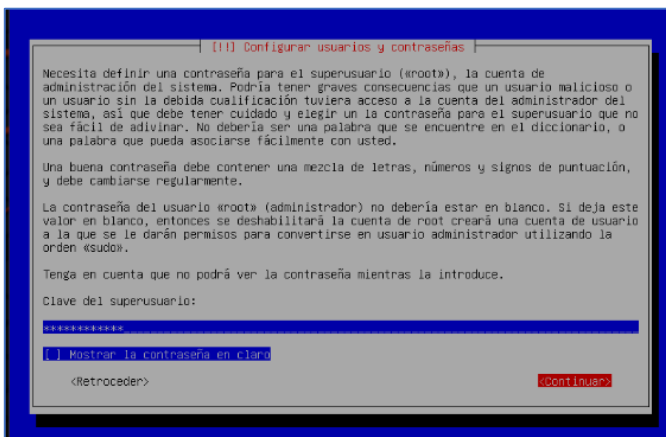 [!!] Configurar usuarios y contraseñas
Necesita definir una contraseña para el superusuario («root»), la cuenta de
administración del sistema. Podría tener graves consecuencias que un usuario malicioso o
un usuario sin la debida cualificación tuviera acceso a la cuenta del administrador del
sistema, así que debe tener cuidado y elegir un la contraseña para el superusuario que no
sea fácil de adivinar. No debería ser una palabra que se encuentre en el diccionario, o
una palabra que pueda asociarse fácilmente con usted.
Una buena contraseña debe contener una mezcla de letras, números y signos de puntuación,
y debe cambiarse regularmente.
La contraseña del usuario «root» (administrador) no debería estar en blanco. Si deja este
valor en blanco, entonces se deshabilitará la cuenta de root creará una cuenta de usuario
a la que se le darán permisos para convertirse en usuario administrador utilizando la
orden «sudo».
Tenga en cuenta que no podrá ver la contraseña mientras la introduce.
Clave del superusuario:
************
[ ] Mostrar la contraseña en claro
<Retroceder> <Continuar>